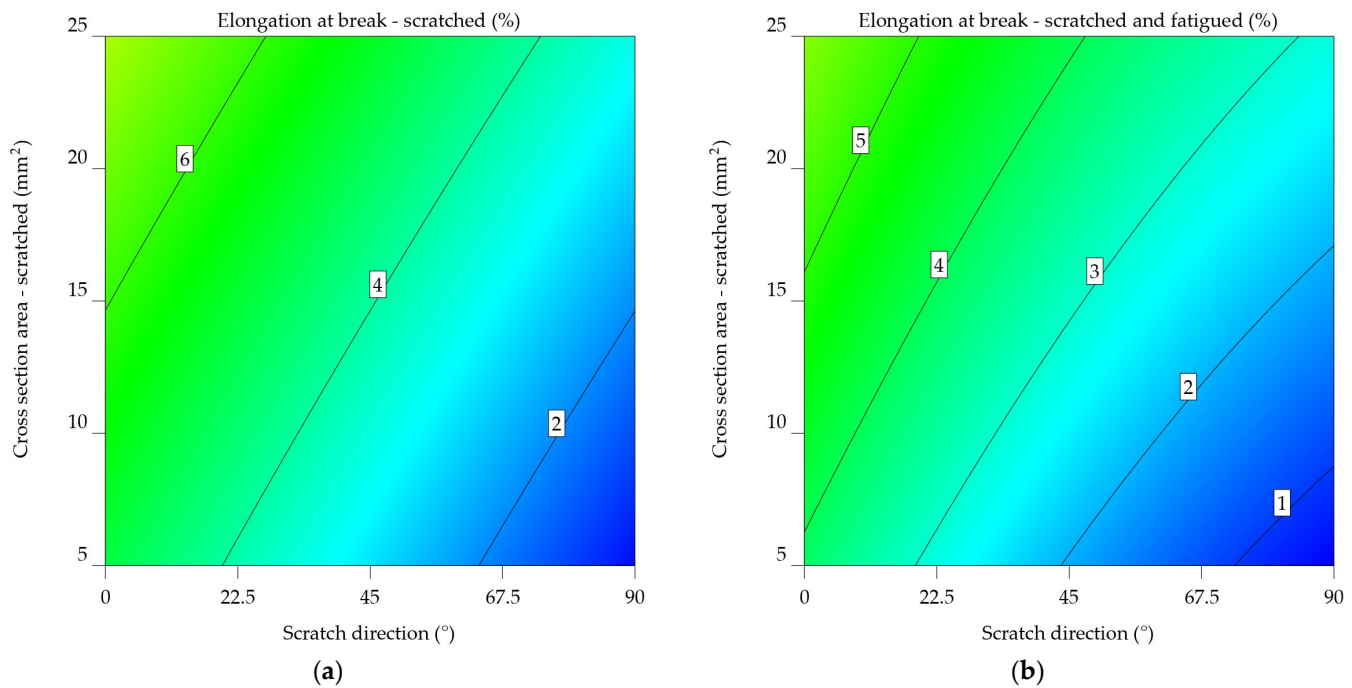 Elongation at break - scratched (%)
25
20
15
10
5
Cross section area - scratched (mm²)
6
4
2
0 22.5 45 67.5 90
Scratch direction (°)
(a)
Elongation at break - scratched and fatigued (%)
25
20
15
10
5
Cross section area - scratched (mm²)
5
4
3
2
1
0 22.5 45 67.5 90
Scratch direction (°)
(b)